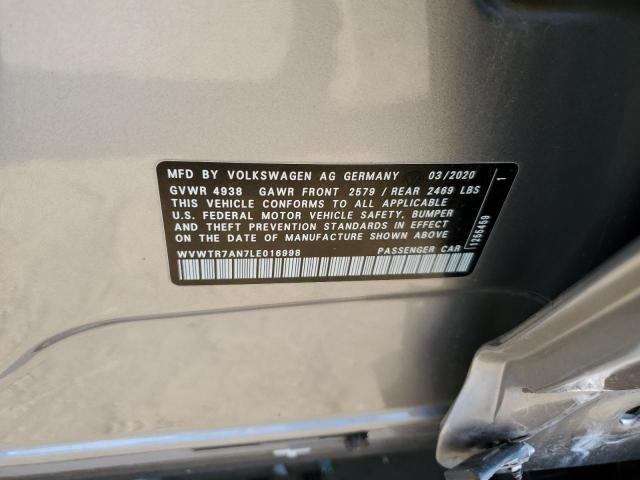 MFD BY VOLKSWAGEN AG GERMANY 03/2020
GVWR 4938 GAWR FRONT 2579 / REAR 2469 LBS
THIS VEHICLE CONFORMS TO ALL APPLICABLE
U.S. FEDERAL MOTOR VEHICLE SAFETY, BUMPER
AND THEFT PREVENTION STANDARDS IN EFFECT
ON THE DATE OF MANUFACTURE SHOWN ABOVE
WVWTR7AN7LE016998 PASSENGER CAR